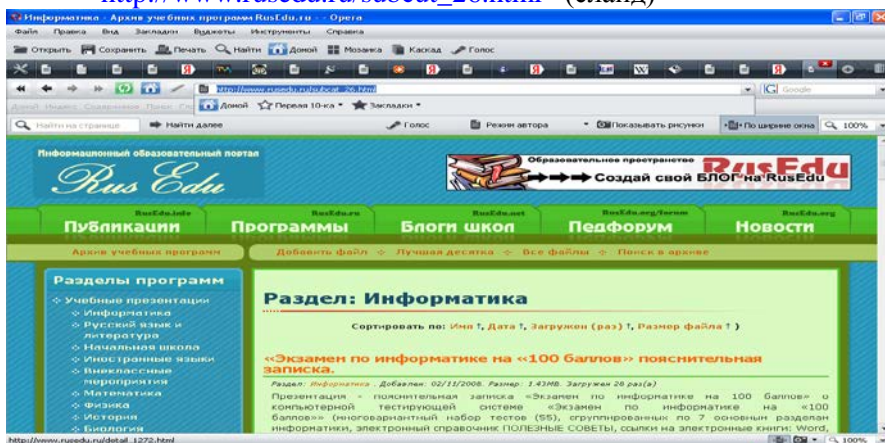 http://www.rusedu.ru/subcat_26.html (сланд)
Информатика - Архив учебных программ RusEdu.ru - - Opera
Файл Правка Вид Закладки Виджеты Инструменты Справка
Открыть Сохранить Печать Найти Домой Мозаика Каскад Голос
http://www.rusedu.ru/subcat_26.html Google
Домой Первая 10-ка Закладки
Найти на странице Найти далее Голос Режим автора Показывать рисунки По ширине окна 100%
Информационный образовательный портал
Rus Edu
Образовательное пространство RusEdu
Создай свой БЛОГ на RusEdu
RusEdu.info RusEdu.ru RusEdu.net RusEdu.org/forum RusEdu.org
Публикации Программы Блоги школ Педфорум Новости
Архив учебных программ Добавить файл Лучшая десятка Все файлы Поиск в архиве
Разделы программ
Учебные презентации
Информатика
Русский язык и литература
Начальная школа
Иностранные языки
Внеклассные мероприятия
Математика
Физика
История
Биология
Раздел: Информатика
Сортировать по: Имя ↑, Дата ↑, Загружен (раз) ↑, Размер файла ↑ )
«Экзамен по информатике на «100 баллов» пояснительная
записка.
Раздел: Информатика . Добавлен: 02/11/2008. Размер: 1.43МБ. Загружен 28 раз(а)
Презентация - пояснительная записка «Экзамен по информатике на 100 баллов» о
компьютерной тестирующей системе «Экзамен по информатике на «100
баллов»» (многовариантный набор тестов (55), сгруппированных по 7 основным разделам
информатики, электронный справочник ПОЛЕЗНЫЕ СОВЕТЫ, ссылки на электронные книги: Word,
http://www.rusedu.ru/detail_1272.html 100%